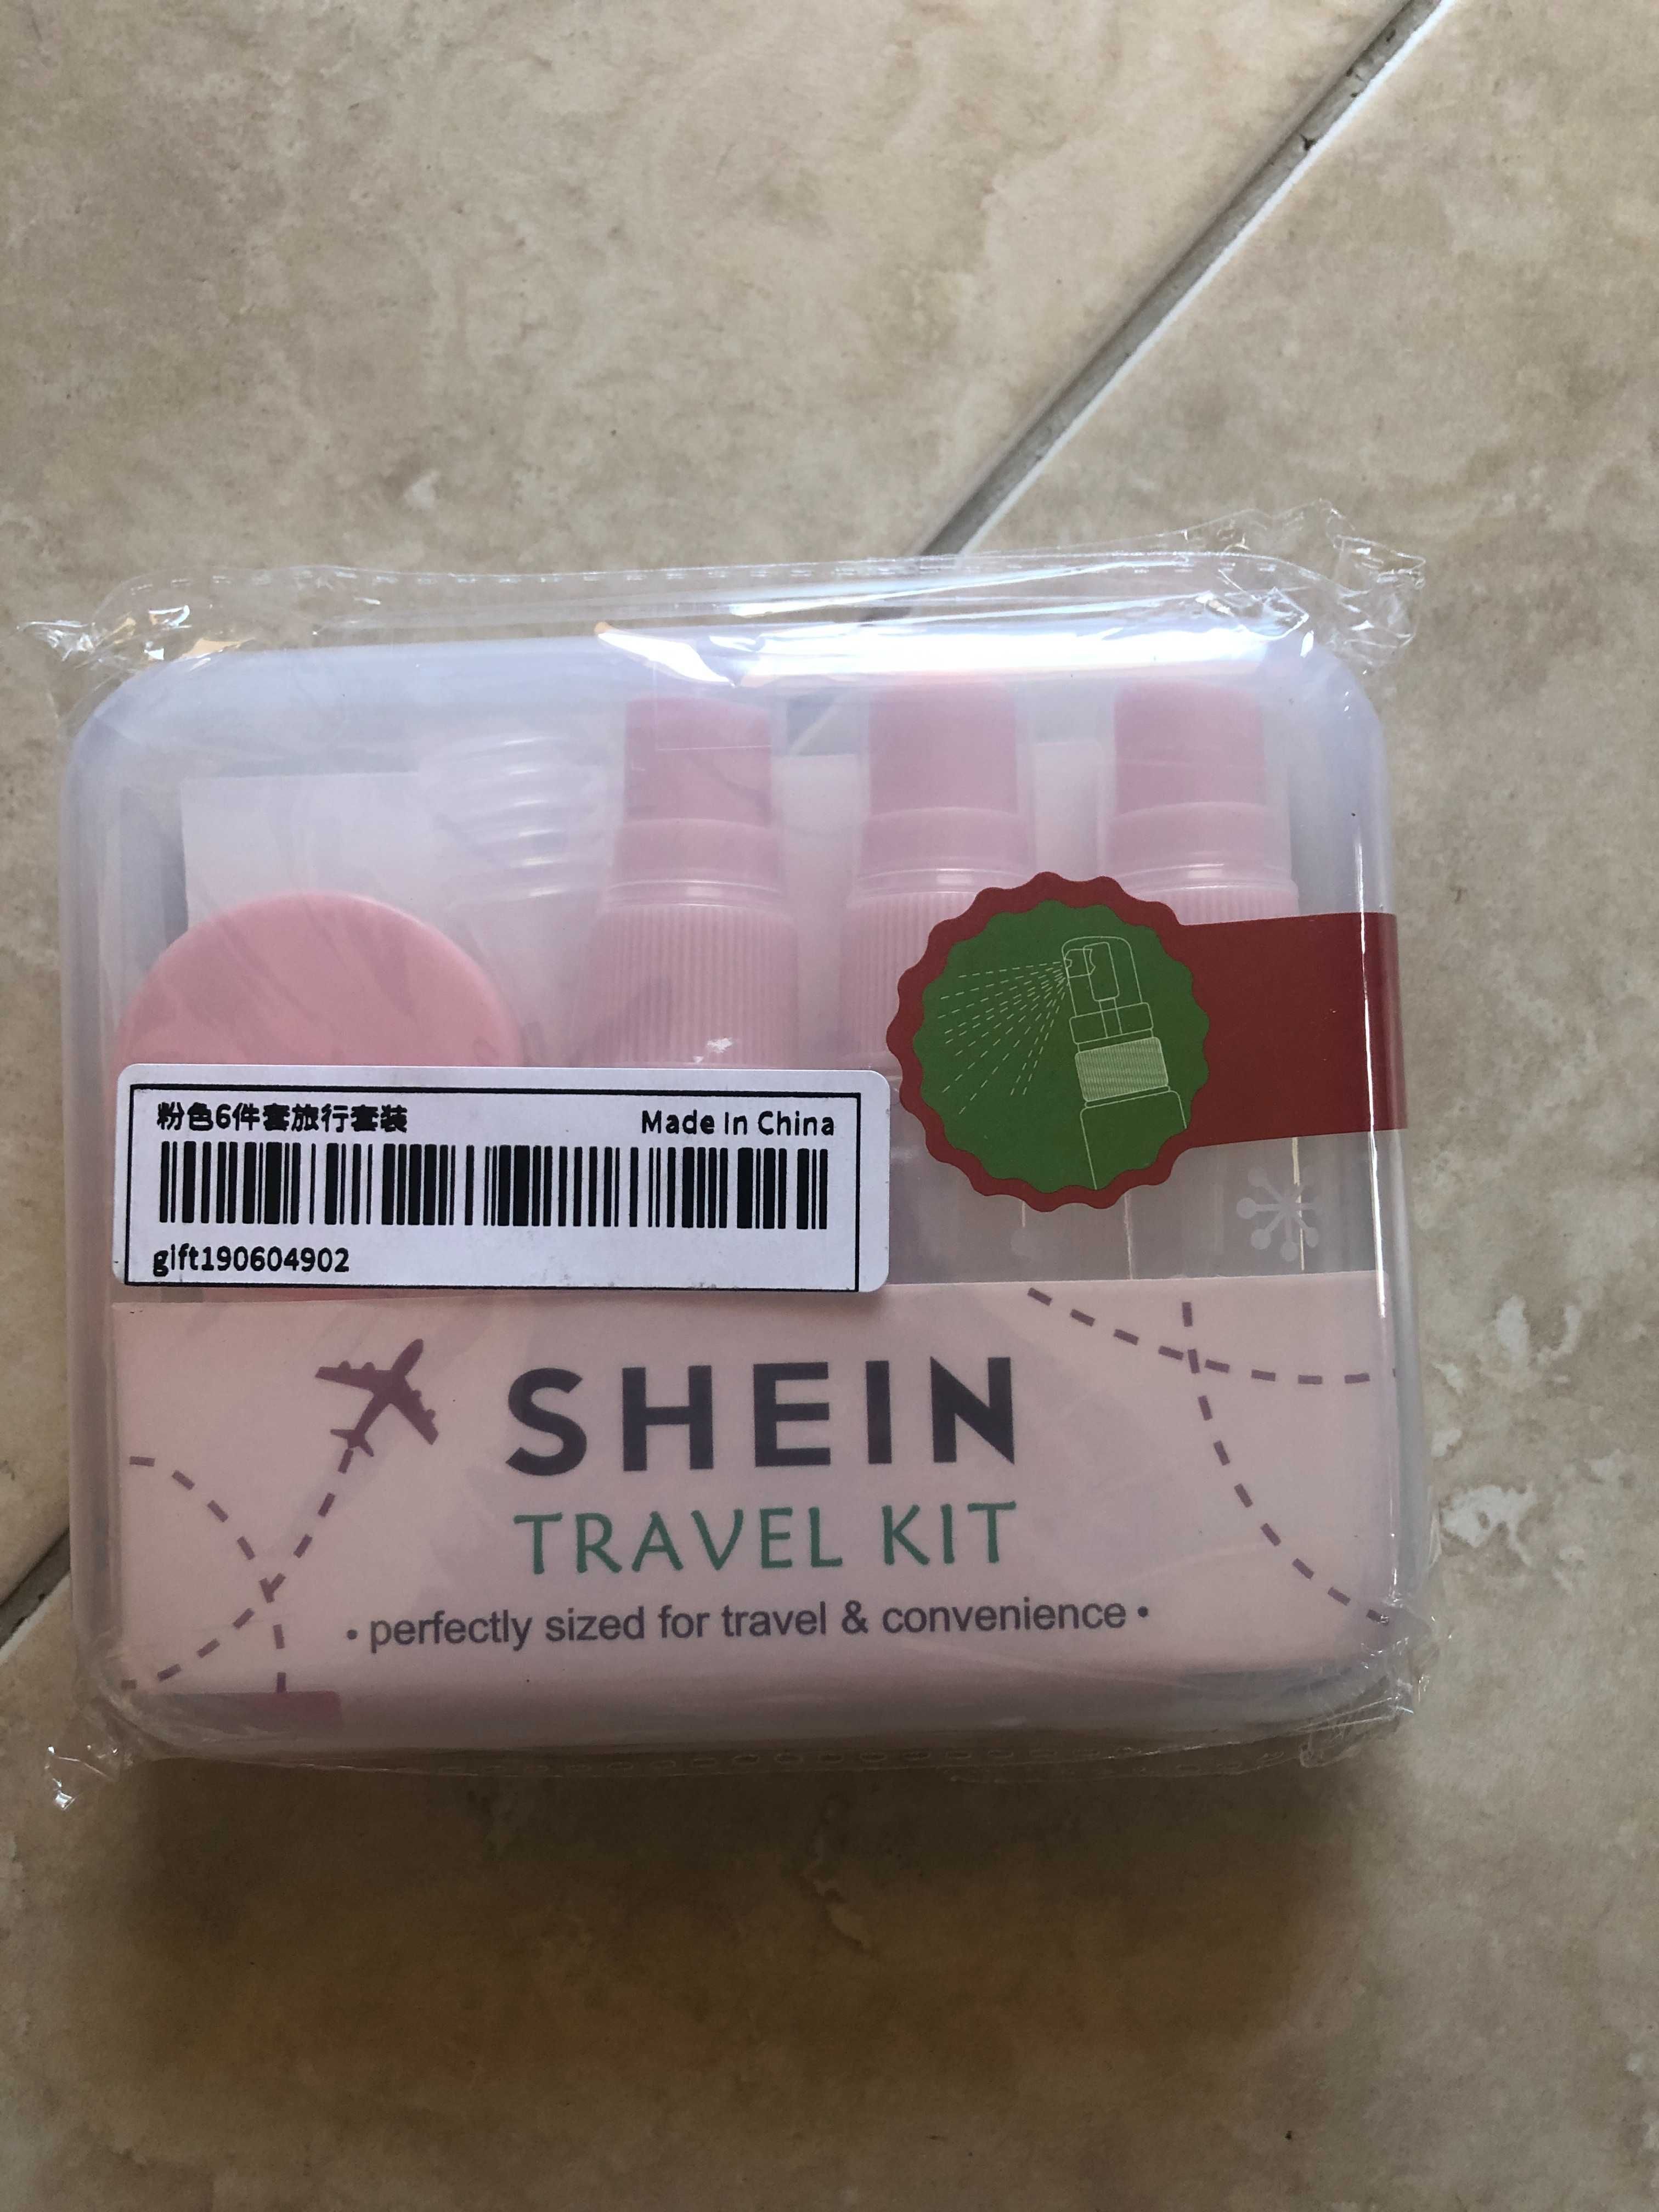 粉色6件套旅行套装 Made In China
gift190604902
SHEIN
TRAVEL KIT
• perfectly sized for travel & convenience •